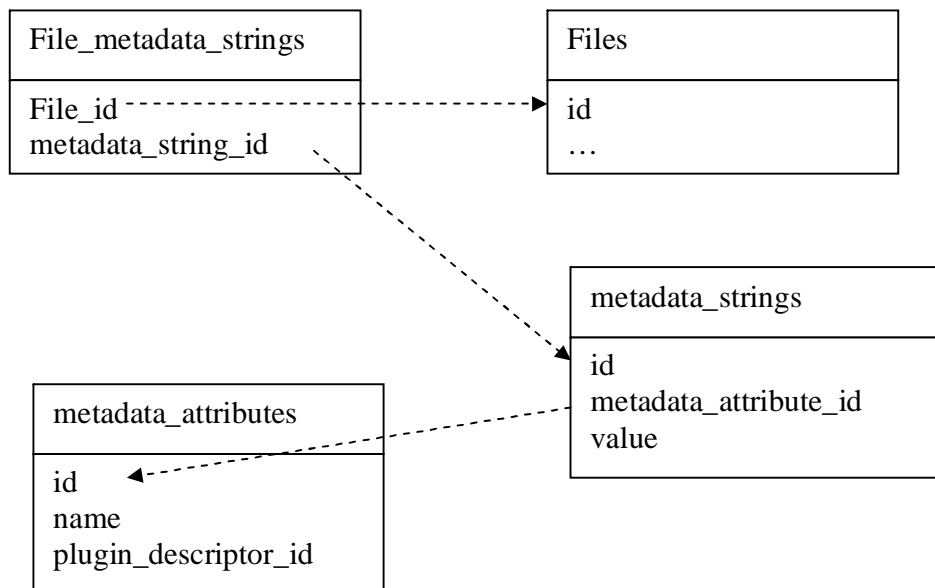 File_metadata_strings
File_id
metadata_string_id
Files
id
…
metadata_strings
id
metadata_attribute_id
value
metadata_attributes
id
name
plugin_descriptor_id